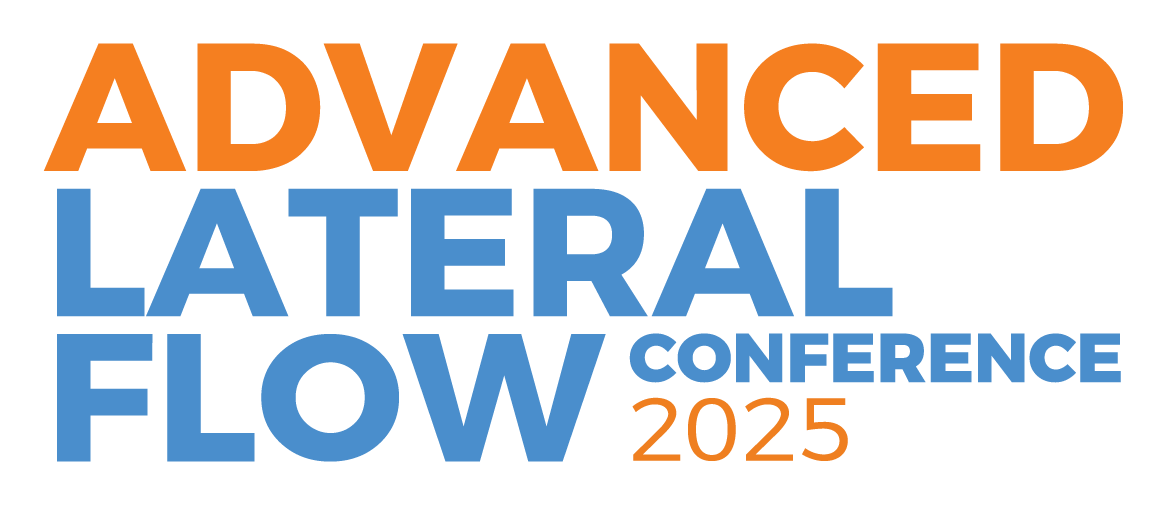 ADVANCED
LATERAL
FLOW
CONFERENCE
2025